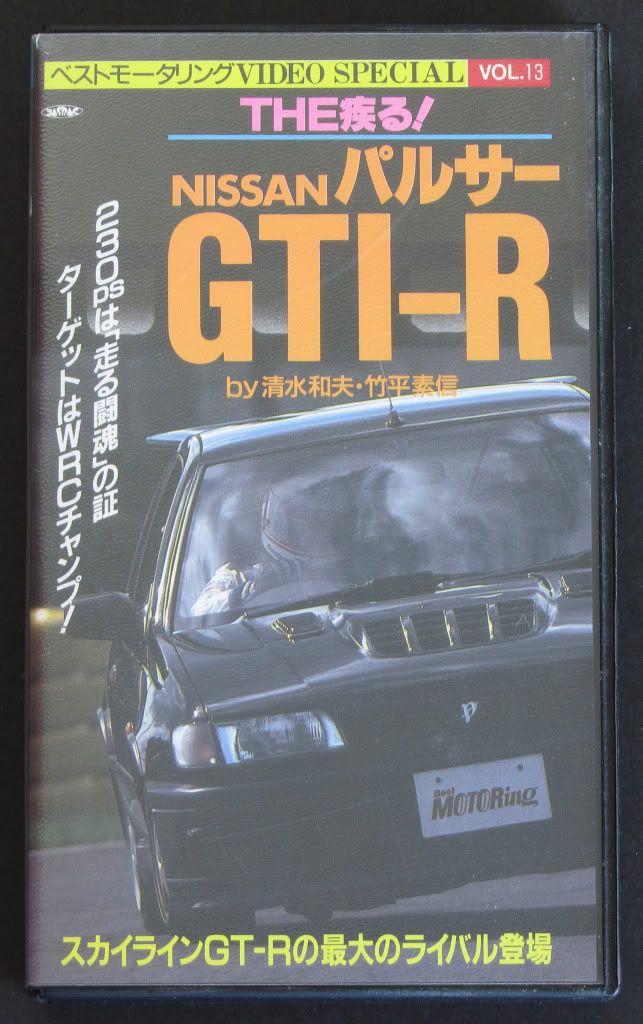 ベストモータリングVIDEO SPECIAL VOL.13
THE疾る!
NISSANパルサー
GTI-R
by清水和夫・竹平素信
230psは「走る闘魂」の証
ターゲットはWRCチャンプ!
Best
MOTORing
スカイラインGT-Rの最大のライバル登場